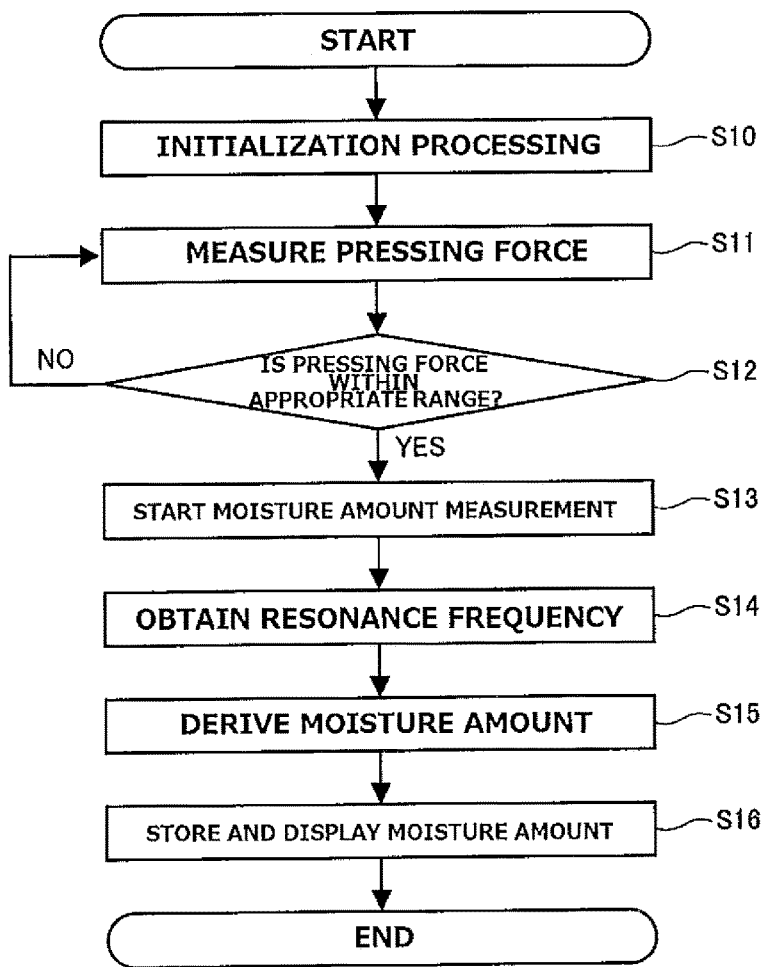 START
INITIALIZATION PROCESSING
S10
MEASURE PRESSING FORCE
S11
NO
IS PRESSING FORCE
WITHIN
APPROPRIATE RANGE?
S12
YES
START MOISTURE AMOUNT MEASUREMENT
S13
OBTAIN RESONANCE FREQUENCY
S14
DERIVE MOISTURE AMOUNT
S15
STORE AND DISPLAY MOISTURE AMOUNT
S16
END